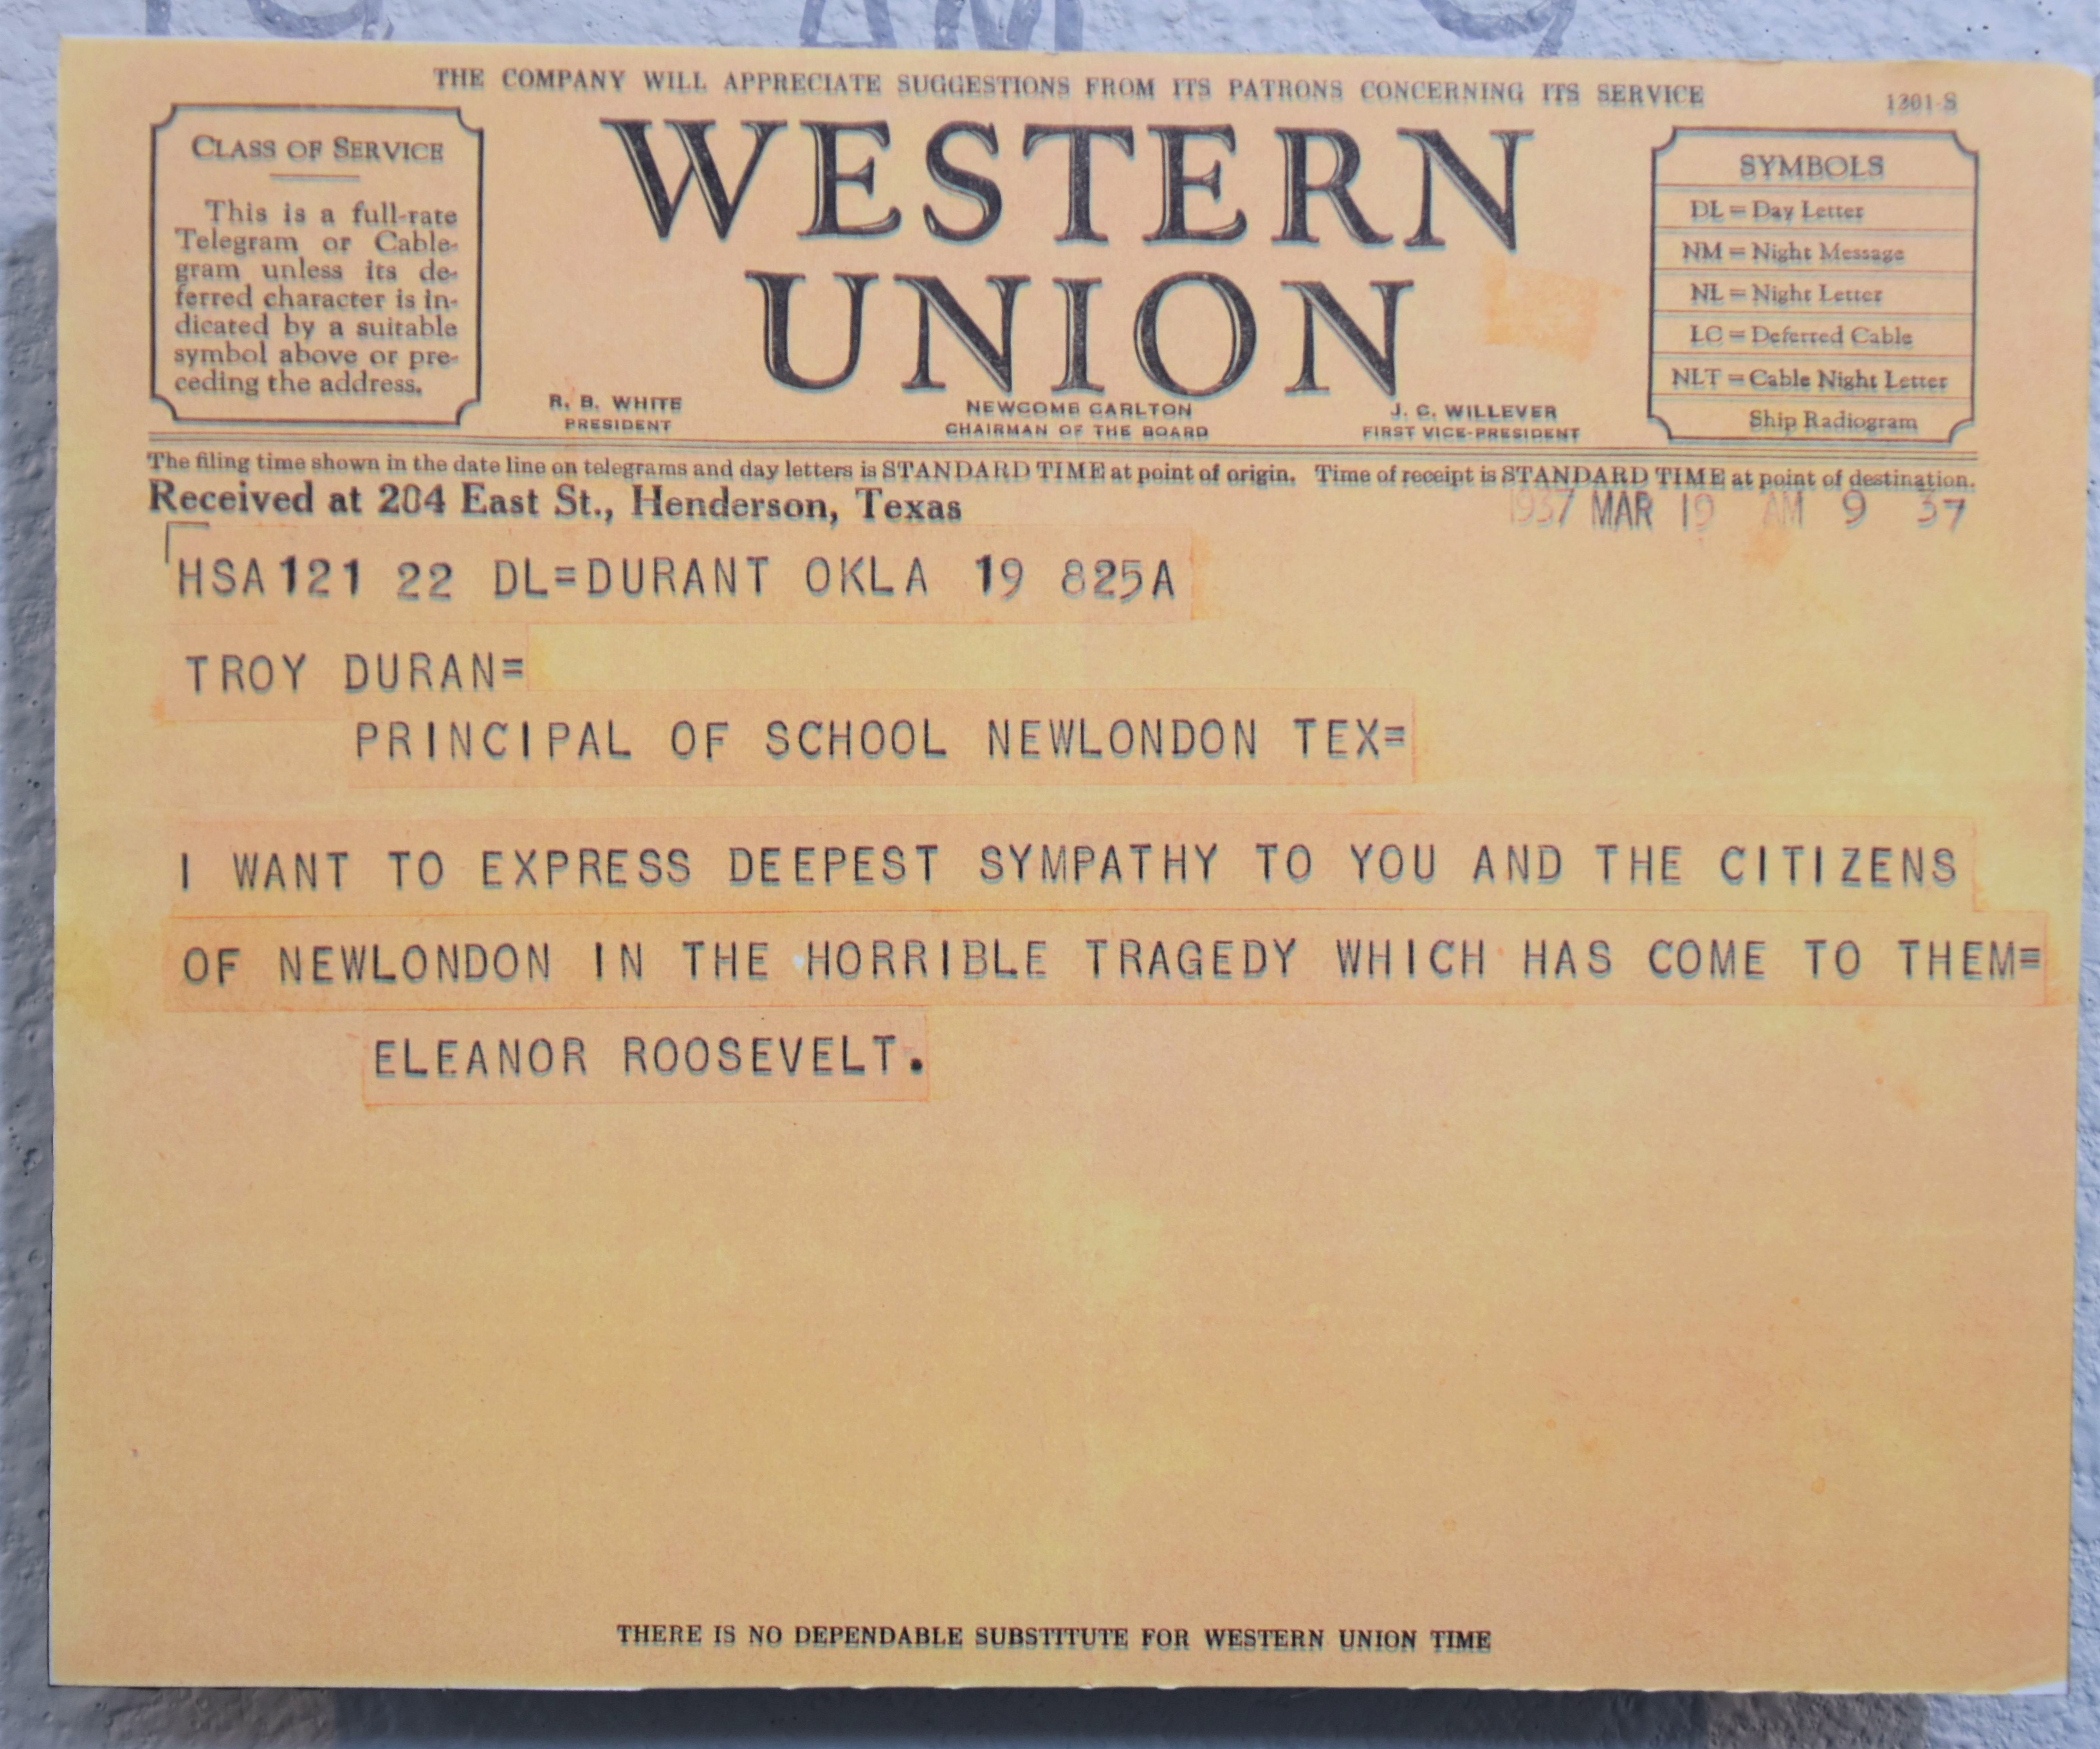 THE COMPANY WILL APPRECIATE SUGGESTIONS FROM ITS PATRONS CONCERNING ITS SERVICE
1201-S
CLASS OF SERVICE
This is a full-rate
Telegram or Cable-
gram unless its de-
ferred character is in-
dicated by a suitable
symbol above or pre-
ceding the address.
WESTERN
UNION
R. B. WHITE
PRESIDENT
NEWCOMB CARLTON
CHAIRMAN OF THE BOARD
J. C. WILLEVER
FIRST VICE-PRESIDENT
SYMBOLS
DL = Day Letter
NM = Night Message
NL = Night Letter
LC = Deferred Cable
NLT = Cable Night Letter
Ship Radiogram
The filing time shown in the date line on telegrams and day letters is STANDARD TIME at point of origin. Time of receipt is STANDARD TIME at point of destination.
Received at 204 East St., Henderson, Texas
1937 MAR 19 AM 9 37
HSA121 22 DL=DURANT OKLA 19 825A
TROY DURAN=
PRINCIPAL OF SCHOOL NEWLONDON TEX=
I WANT TO EXPRESS DEEPEST SYMPATHY TO YOU AND THE CITIZENS
OF NEWLONDON IN THE HORRIBLE TRAGEDY WHICH HAS COME TO THEM=
ELEANOR ROOSEVELT.
THERE IS NO DEPENDABLE SUBSTITUTE FOR WESTERN UNION TIME